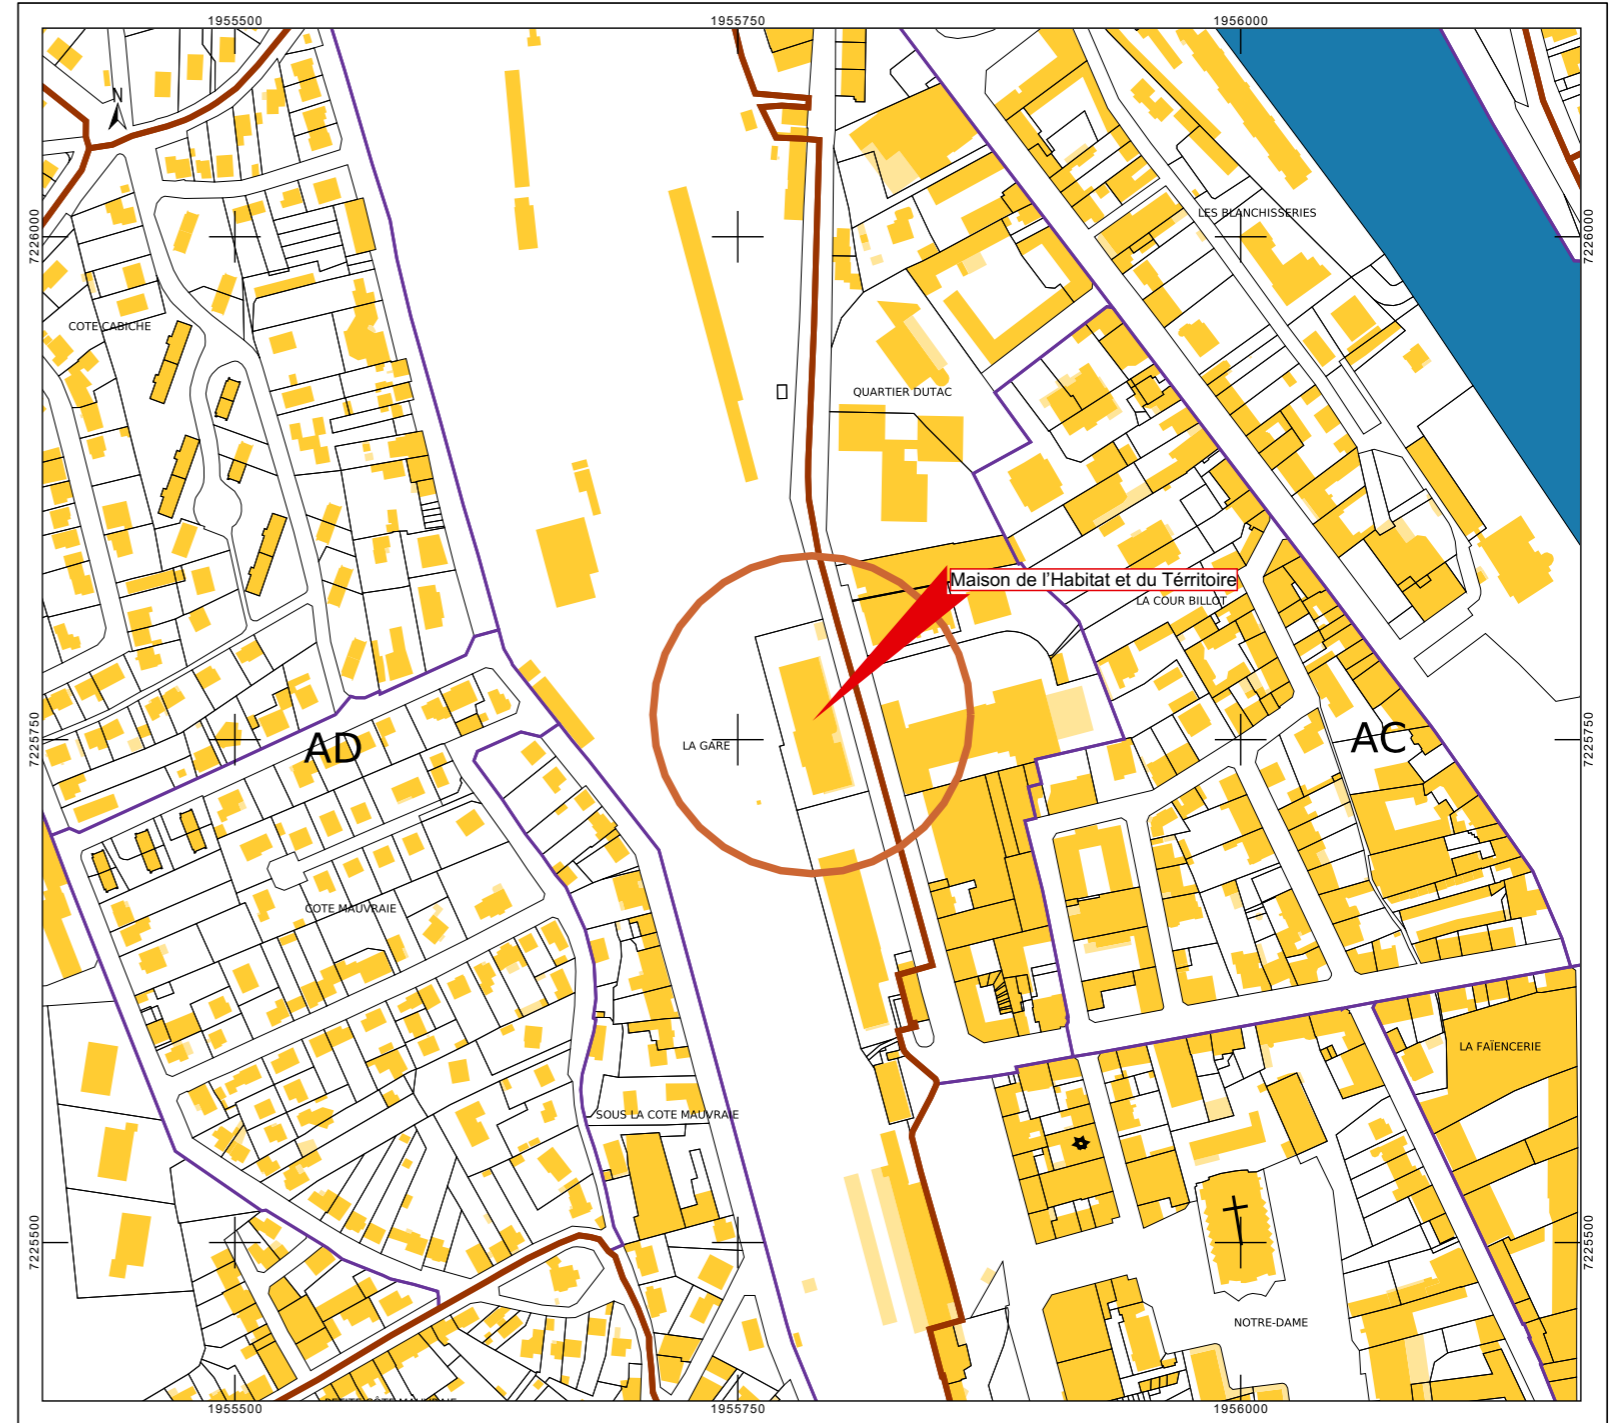 1955500
1955750
1956000
N
7226000
7226000
LES BLANCHISSERIES
COTE CABICHE
QUARTIER DUTAC
Maison de l'Habitat et du Térritoire
LA COUR BILLOT
7225750
AD
LA GARE
AC
7225750
COTE MAUVRAIE
LA FAÏENCERIE
SOUS LA COTE MAUVRAIE
7225500
7225500
NOTRE-DAME
1955500
1955750
1956000